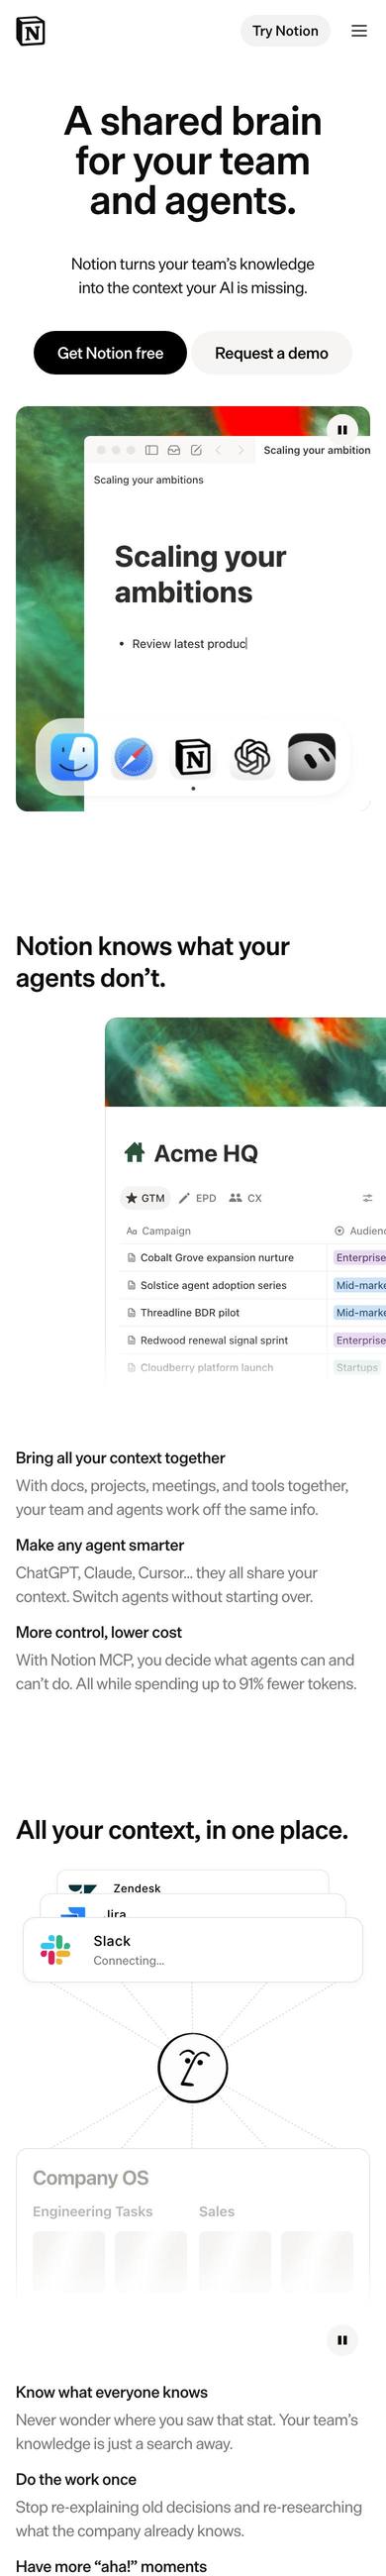 N
Try Notion
A shared brain
for your team
and agents.
Notion turns your team’s knowledge
into the context your AI is missing.
Get Notion free
Request a demo
Scaling your ambition
Scaling your ambitions
Scaling your
ambitions
• Review latest produc
N
Notion knows what your
agents don’t.
Acme HQ
GTM
EPD
CX
Aa Campaign
Audienc
Cobalt Grove expansion nurture
Enterprise
Solstice agent adoption series
Mid-marke
Threadline BDR pilot
Mid-marke
Redwood renewal signal sprint
Enterprise
Cloudberry platform launch
Startups
Bring all your context together
With docs, projects, meetings, and tools together,
your team and agents work off the same info.
Make any agent smarter
ChatGPT, Claude, Cursor... they all share your
context. Switch agents without starting over.
More control, lower cost
With Notion MCP, you decide what agents can and
can’t do. All while spending up to 91% fewer tokens.
All your context, in one place.
Zendesk
Jira
Slack
Connecting...
Company OS
Engineering Tasks
Sales
Know what everyone knows
Never wonder where you saw that stat. Your team’s
knowledge is just a search away.
Do the work once
Stop re-explaining old decisions and re-researching
what the company already knows.
Have more “aha!” moments